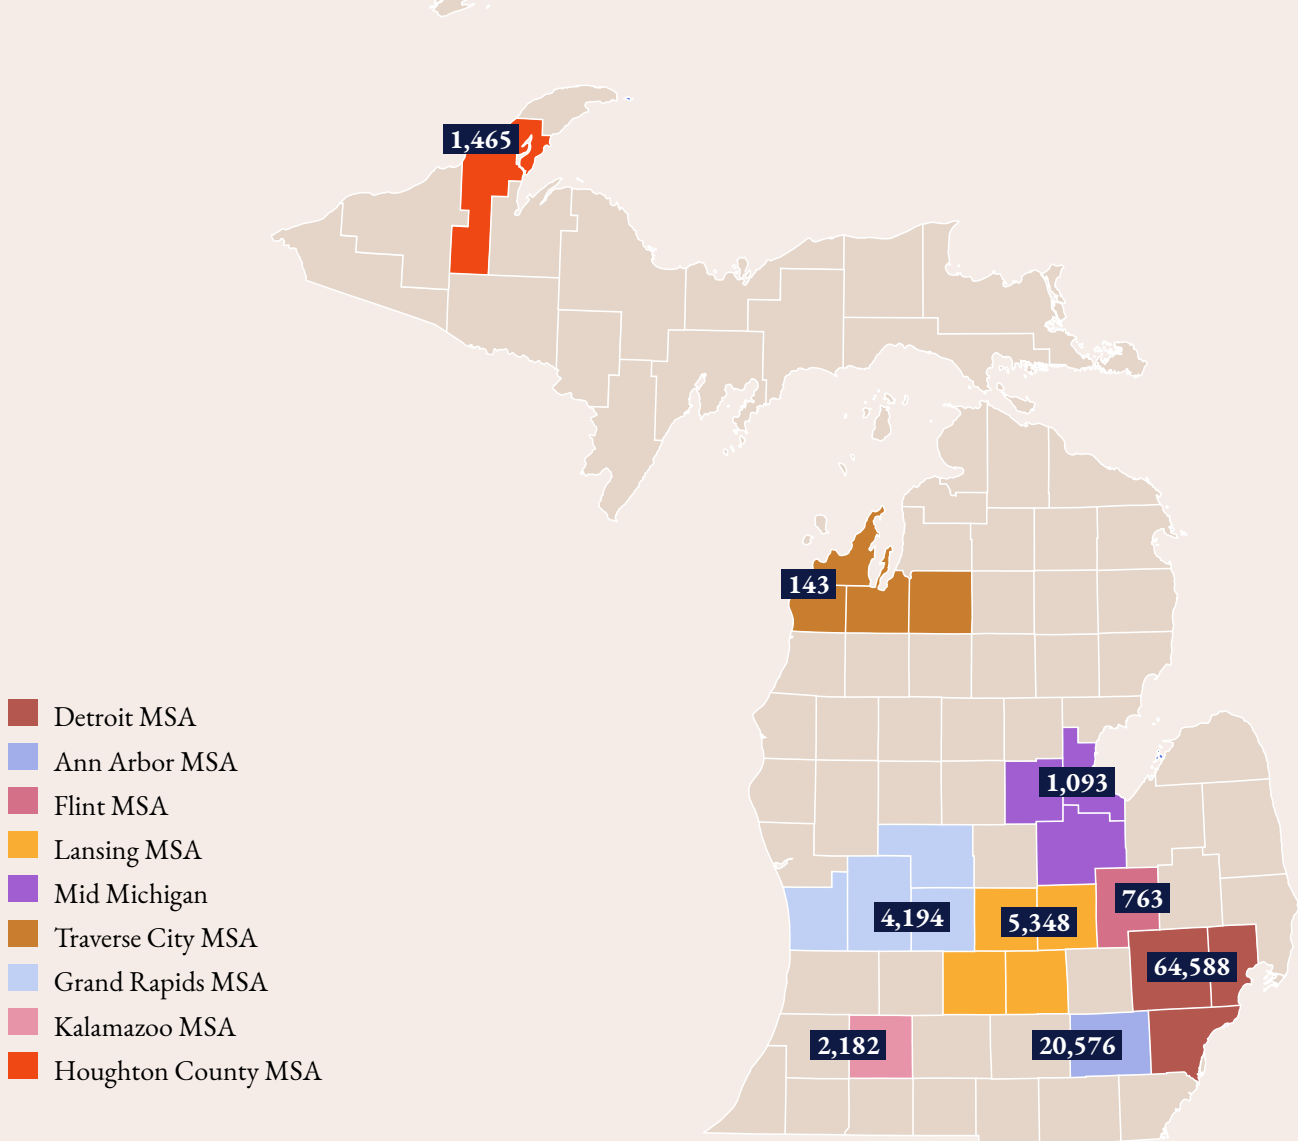 1,465
143
1,093
763
4,194
5,348
64,588
2,182
20,576
Detroit MSA
Ann Arbor MSA
Flint MSA
Lansing MSA
Mid Michigan
Traverse City MSA
Grand Rapids MSA
Kalamazoo MSA
Houghton County MSA